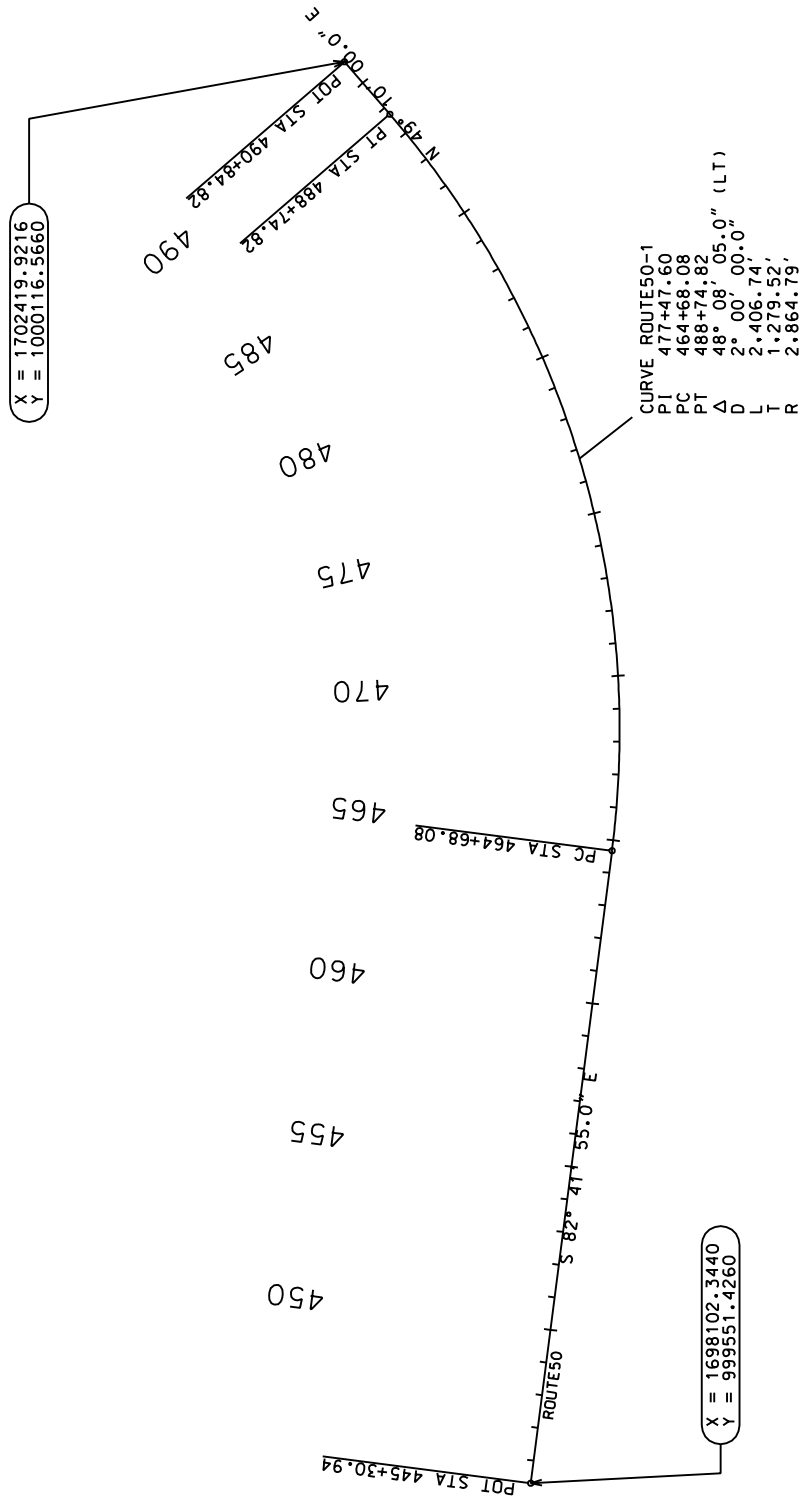 X = 1702419.9216
Y = 1000116.5660
POT STA 490+84.82
PT STA 488+74.82
N 49° 10' 00.0" E
490
485
480
475
470
465
460
455
450
CURVE ROUTE50-1
PI 477+47.60
PC 464+68.08
PT 488+74.82
Δ 48° 08' 05.0" (LT)
D 2° 00' 00.0"
L 2,406.74'
T 1,279.52'
R 2,864.79'
PC STA 464+68.08
S 82° 41' 55.0" E
ROUTE50
POT STA 445+30.94
X = 1698102.3440
Y = 999551.4260